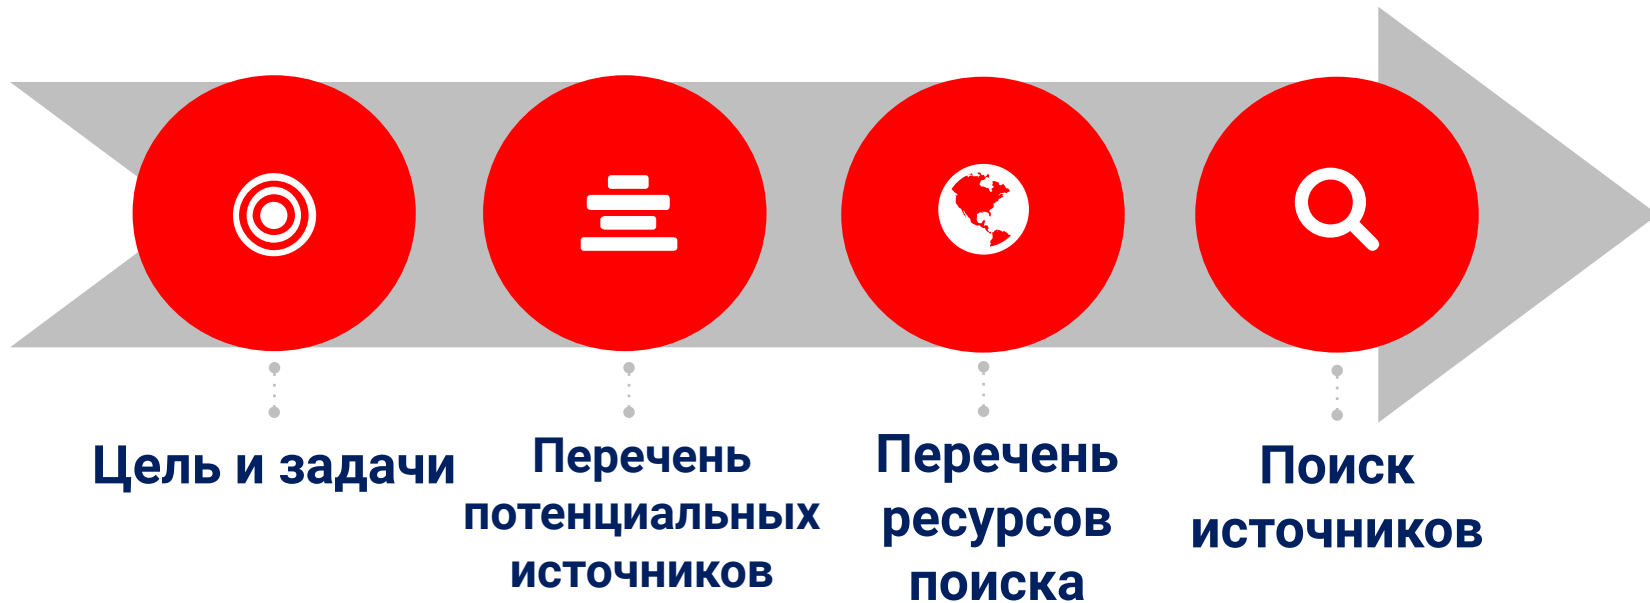 Цель и задачи
Перечень
потенциальных
источников
Перечень
ресурсов
поиска
Поиск
источников